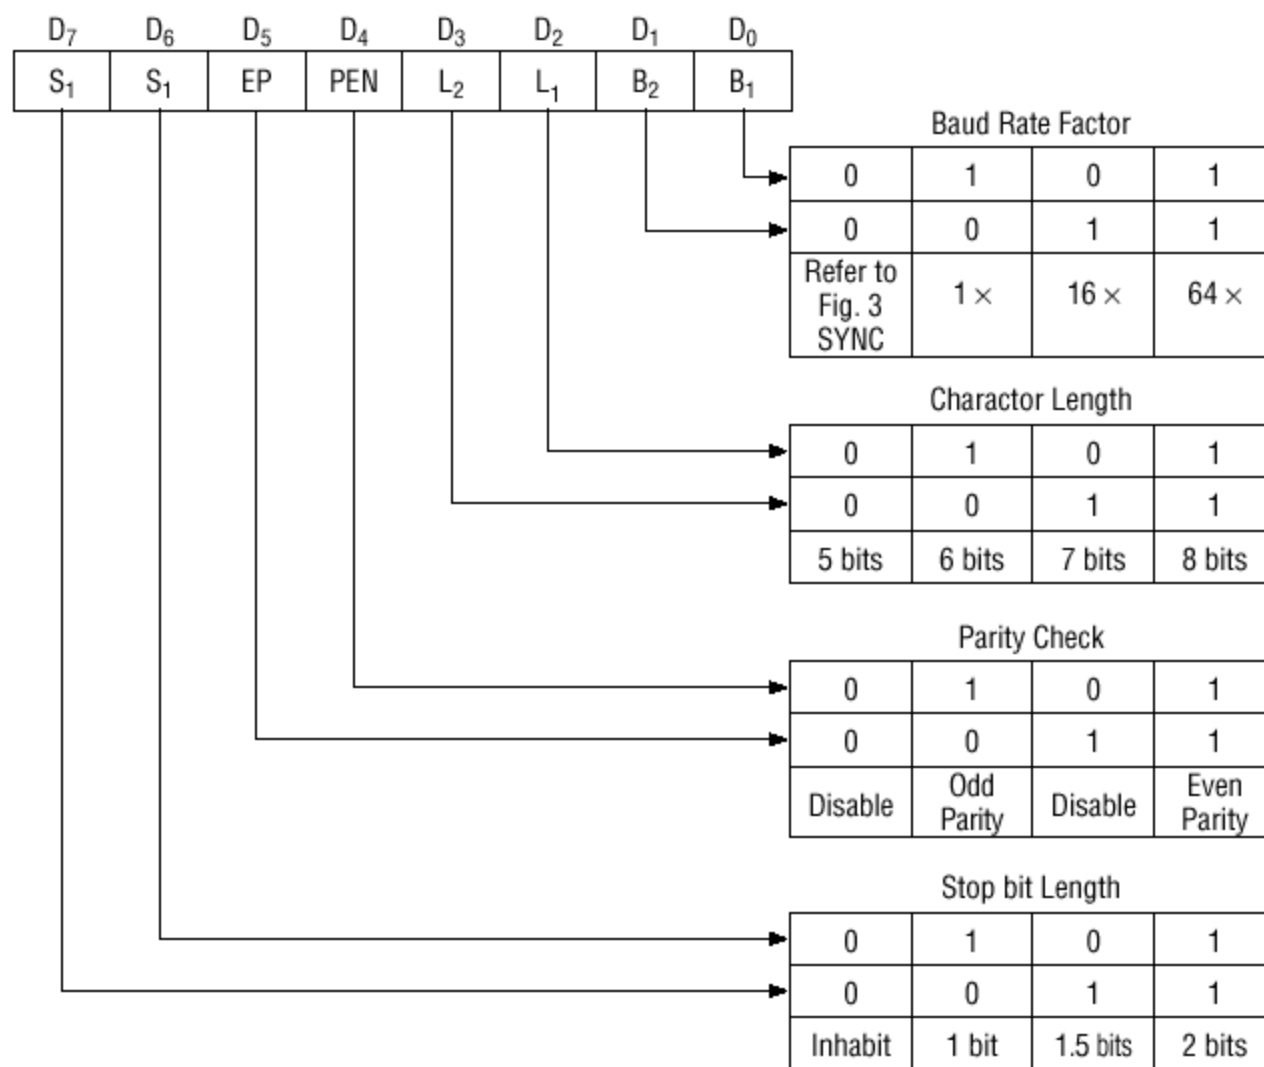 D7 D6 D5 D4 D3 D2 D1 D0
S1 S1 EP PEN L2 L1 B2 B1
Baud Rate Factor
0 1 0 1
0 0 1 1
Refer to
Fig. 3
SYNC
1 × 16 × 64 ×
Charactor Length
0 1 0 1
0 0 1 1
5 bits 6 bits 7 bits 8 bits
Parity Check
0 1 0 1
0 0 1 1
Disable
Odd
Parity
Disable
Even
Parity
Stop bit Length
0 1 0 1
0 0 1 1
Inhabit 1 bit 1.5 bits 2 bits